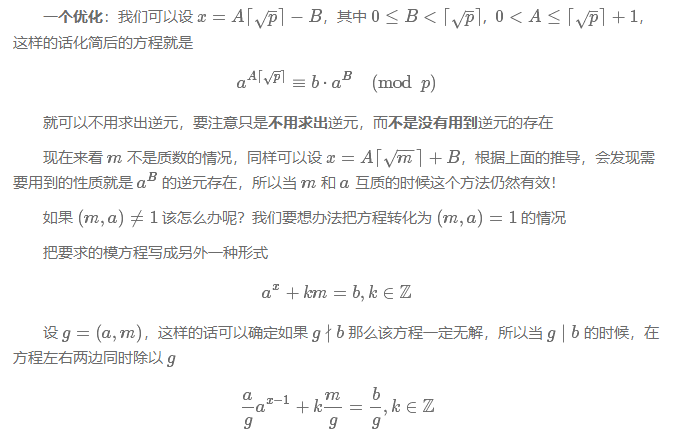 一个优化：我们可以设 $x = A\lceil\sqrt{p}\rceil - B$，其中 $0 \le B < \lceil\sqrt{p}\rceil$，$0 < A \le \lceil\sqrt{p}\rceil + 1$，
这样的话化简后的方程就是
$a^{A\lceil\sqrt{p}\rceil} \equiv b \cdot a^B \pmod p$
就可以不用求出逆元，要注意只是不用求出逆元，而不是没有用到逆元的存在
现在来看 $m$ 不是质数的情况，同样可以设 $x = A\lceil\sqrt{m}\rceil + B$，根据上面的推导，会发现需
要用到的性质就是 $a^B$ 的逆元存在，所以当 $m$ 和 $a$ 互质的时候这个方法仍然有效！
如果 $(m, a) \ne 1$ 该怎么办呢？我们要想办法把方程转化为 $(m, a) = 1$ 的情况
把要求的模方程写成另外一种形式
$a^x + km = b, k \in \mathbb{Z}$
设 $g = (a, m)$，这样的话可以确定如果 $g \nmid b$ 那么该方程一定无解，所以当 $g \mid b$ 的时候，在
方程左右两边同时除以 $g$
$\frac{a}{g}a^{x-1} + k\frac{m}{g} = \frac{b}{g}, k \in \mathbb{Z}$